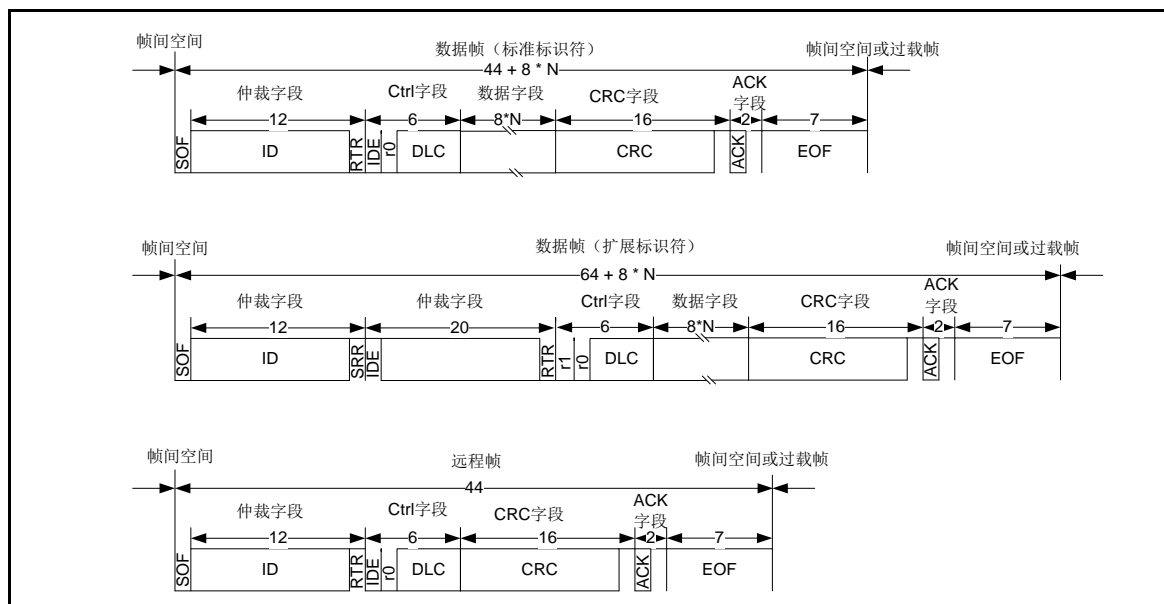 帧间空间
数据帧（标准标识符）
帧间空间或过载帧
44 + 8 * N
仲裁字段
Ctrl字段
数据字段
CRC字段
ACK
字段
12
6
8*N
16
2
7
SOF
ID
RTR
IDE
r0
DLC
CRC
ACK
EOF
帧间空间
数据帧（扩展标识符）
帧间空间或过载帧
64 + 8 * N
仲裁字段
仲裁字段
Ctrl字段
数据字段
CRC字段
ACK
字段
12
20
6
8*N
16
2
7
SOF
ID
SRR
IDE
RTR
r1
r0
DLC
CRC
ACK
EOF
帧间空间
远程帧
帧间空间或过载帧
44
仲裁字段
Ctrl字段
CRC字段
ACK
字段
12
6
16
2
7
SOF
ID
RTR
IDE
r0
DLC
CRC
ACK
EOF